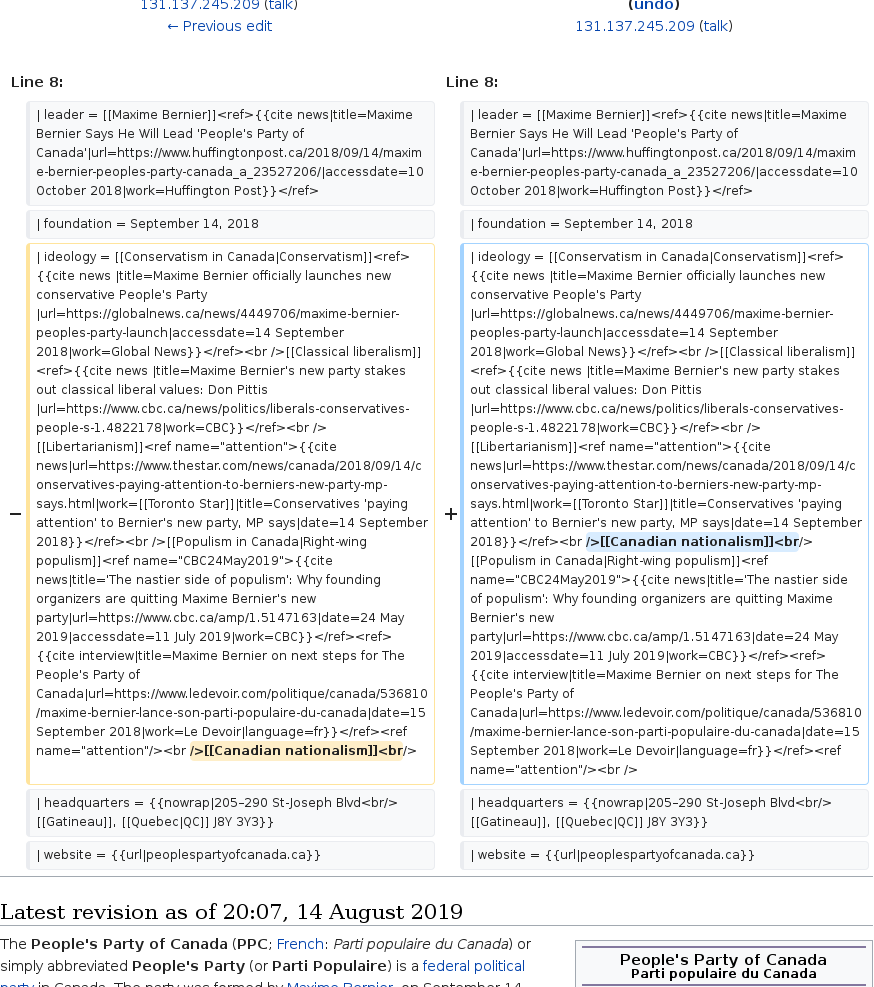 131.137.245.209 (talk)
← Previous edit
(undo)
131.137.245.209 (talk)
Line 8:
| leader = [[Maxime Bernier]]<ref>{{cite news|title=Maxime
Bernier Says He Will Lead 'People's Party of
Canada'|url=https://www.huffingtonpost.ca/2018/09/14/maxim
e-bernier-peoples-party-canada_a_23527206/|accessdate=10
October 2018|work=Huffington Post}}</ref>
| foundation = September 14, 2018
− | ideology = [[Conservatism in Canada|Conservatism]]<ref>
{{cite news |title=Maxime Bernier officially launches new
conservative People's Party
|url=https://globalnews.ca/news/4449706/maxime-bernier-
peoples-party-launch|accessdate=14 September
2018|work=Global News}}</ref><br />[[Classical liberalism]]
<ref>{{cite news |title=Maxime Bernier's new party stakes
out classical liberal values: Don Pittis
|url=https://www.cbc.ca/news/politics/liberals-conservatives-
people-s-1.4822178|work=CBC}}</ref><br />
[[Libertarianism]]<ref name="attention">{{cite
news|url=https://www.thestar.com/news/canada/2018/09/14/c
onservatives-paying-attention-to-berniers-new-party-mp-
says.html|work=[[Toronto Star]]|title=Conservatives 'paying
attention' to Bernier's new party, MP says|date=14 September
2018}}</ref><br />[[Populism in Canada|Right-wing
populism]]<ref name="CBC24May2019">{{cite
news|title='The nastier side of populism': Why founding
organizers are quitting Maxime Bernier's new
party|url=https://www.cbc.ca/amp/1.5147163|date=24 May
2019|accessdate=11 July 2019|work=CBC}}</ref><ref>
{{cite interview|title=Maxime Bernier on next steps for The
People's Party of
Canada|url=https://www.ledevoir.com/politique/canada/536810
/maxime-bernier-lance-son-parti-populaire-du-canada|date=15
September 2018|work=Le Devoir|language=fr}}</ref><ref
name="attention"/><br />[[Canadian nationalism]]<br/>
| headquarters = {{nowrap|205–290 St-Joseph Blvd<br/>
[[Gatineau]], [[Quebec|QC]] J8Y 3Y3}}
| website = {{url|peoplespartyofcanada.ca}}
Line 8:
| leader = [[Maxime Bernier]]<ref>{{cite news|title=Maxime
Bernier Says He Will Lead 'People's Party of
Canada'|url=https://www.huffingtonpost.ca/2018/09/14/maxim
e-bernier-peoples-party-canada_a_23527206/|accessdate=10
October 2018|work=Huffington Post}}</ref>
| foundation = September 14, 2018
+ | ideology = [[Conservatism in Canada|Conservatism]]<ref>
{{cite news |title=Maxime Bernier officially launches new
conservative People's Party
|url=https://globalnews.ca/news/4449706/maxime-bernier-
peoples-party-launch|accessdate=14 September
2018|work=Global News}}</ref><br />[[Classical liberalism]]
<ref>{{cite news |title=Maxime Bernier's new party stakes
out classical liberal values: Don Pittis
|url=https://www.cbc.ca/news/politics/liberals-conservatives-
people-s-1.4822178|work=CBC}}</ref><br />
[[Libertarianism]]<ref name="attention">{{cite
news|url=https://www.thestar.com/news/canada/2018/09/14/c
onservatives-paying-attention-to-berniers-new-party-mp-
says.html|work=[[Toronto Star]]|title=Conservatives 'paying
attention' to Bernier's new party, MP says|date=14 September
2018}}</ref><br />[[Canadian nationalism]]<br/>
[[Populism in Canada|Right-wing populism]]<ref
name="CBC24May2019">{{cite news|title='The nastier side
of populism': Why founding organizers are quitting Maxime
Bernier's new
party|url=https://www.cbc.ca/amp/1.5147163|date=24 May
2019|accessdate=11 July 2019|work=CBC}}</ref><ref>
{{cite interview|title=Maxime Bernier on next steps for The
People's Party of
Canada|url=https://www.ledevoir.com/politique/canada/536810
/maxime-bernier-lance-son-parti-populaire-du-canada|date=15
September 2018|work=Le Devoir|language=fr}}</ref><ref
name="attention"/><br />
| headquarters = {{nowrap|205–290 St-Joseph Blvd<br/>
[[Gatineau]], [[Quebec|QC]] J8Y 3Y3}}
| website = {{url|peoplespartyofcanada.ca}}
Latest revision as of 20:07, 14 August 2019
The People's Party of Canada (PPC; French: Parti populaire du Canada) or
simply abbreviated People's Party (or Parti Populaire) is a federal political
party in Canada. The party was formed by Maxime Bernier, on September 14,
People's Party of Canada
Parti populaire du Canada